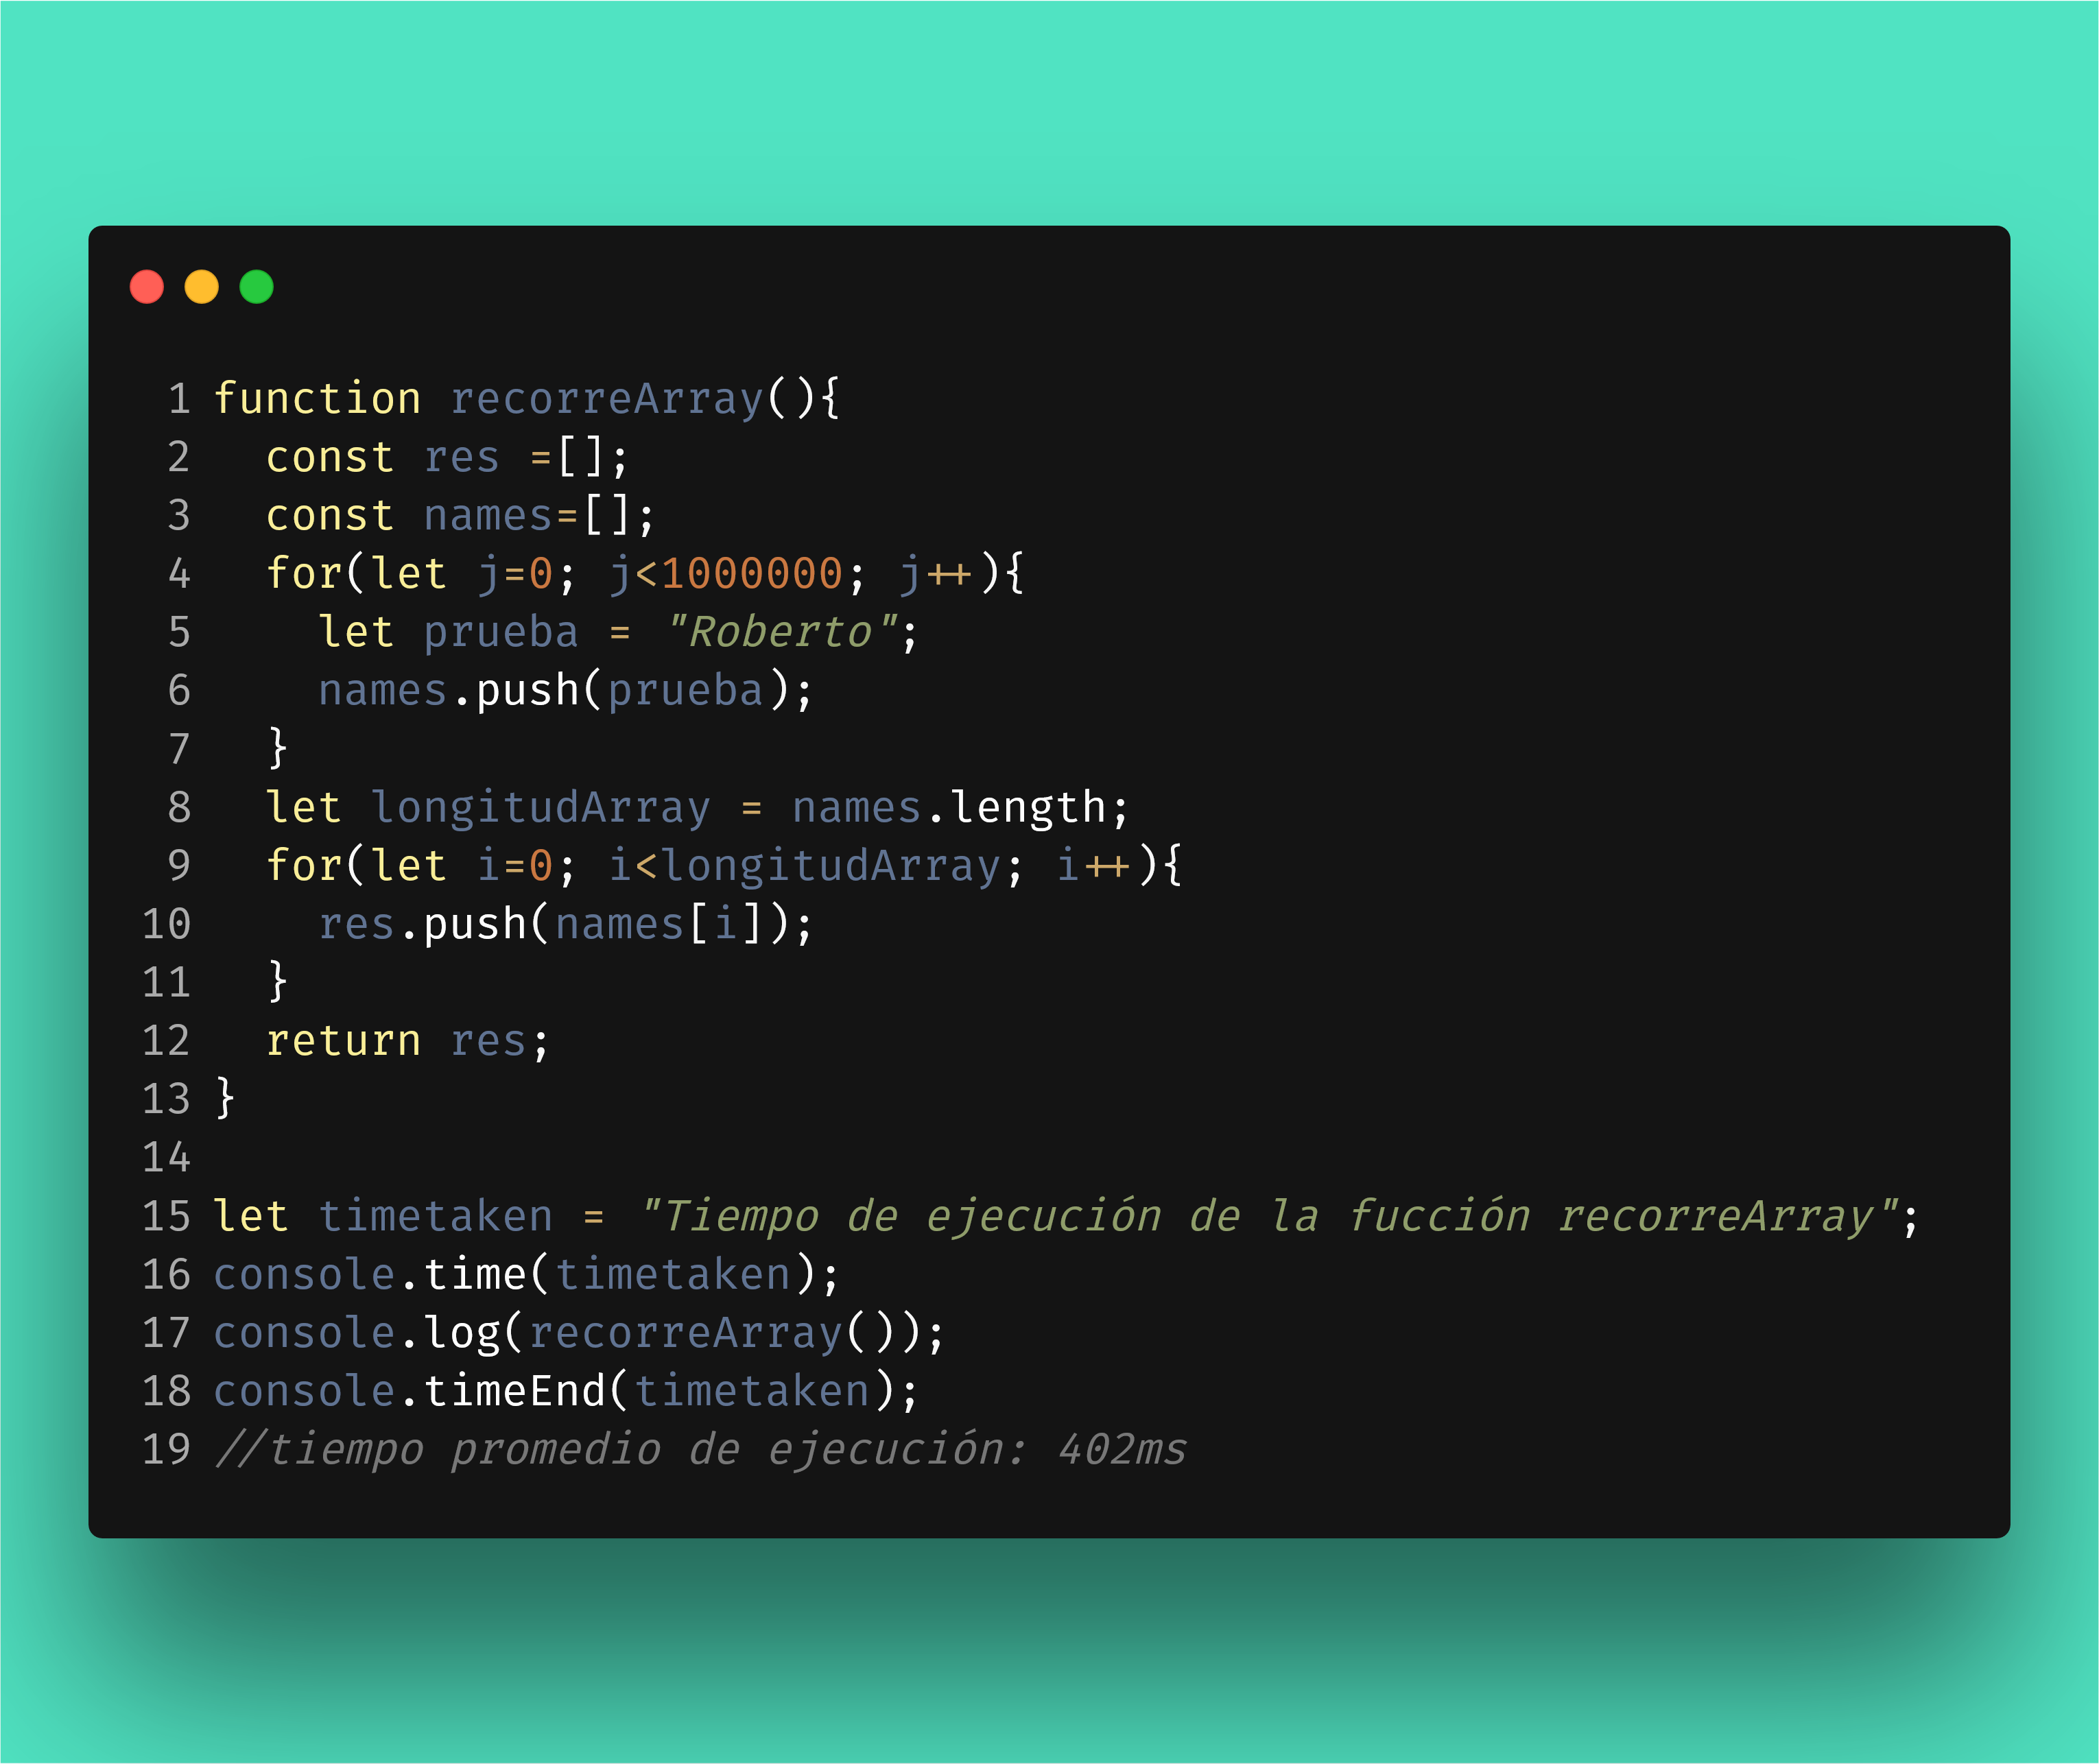 1 function recorreArray(){
2   const res =[];
3   const names=[];
4   for(let j=0; j<1000000; j++){
5     let prueba = "Roberto";
6     names.push(prueba);
7   }
8   let longitudArray = names.length;
9   for(let i=0; i<longitudArray; i++){
10     res.push(names[i]);
11   }
12   return res;
13 }
14
15 let timetaken = "Tiempo de ejecución de la fucción recorreArray";
16 console.time(timetaken);
17 console.log(recorreArray());
18 console.timeEnd(timetaken);
19 //tiempo promedio de ejecución: 402ms